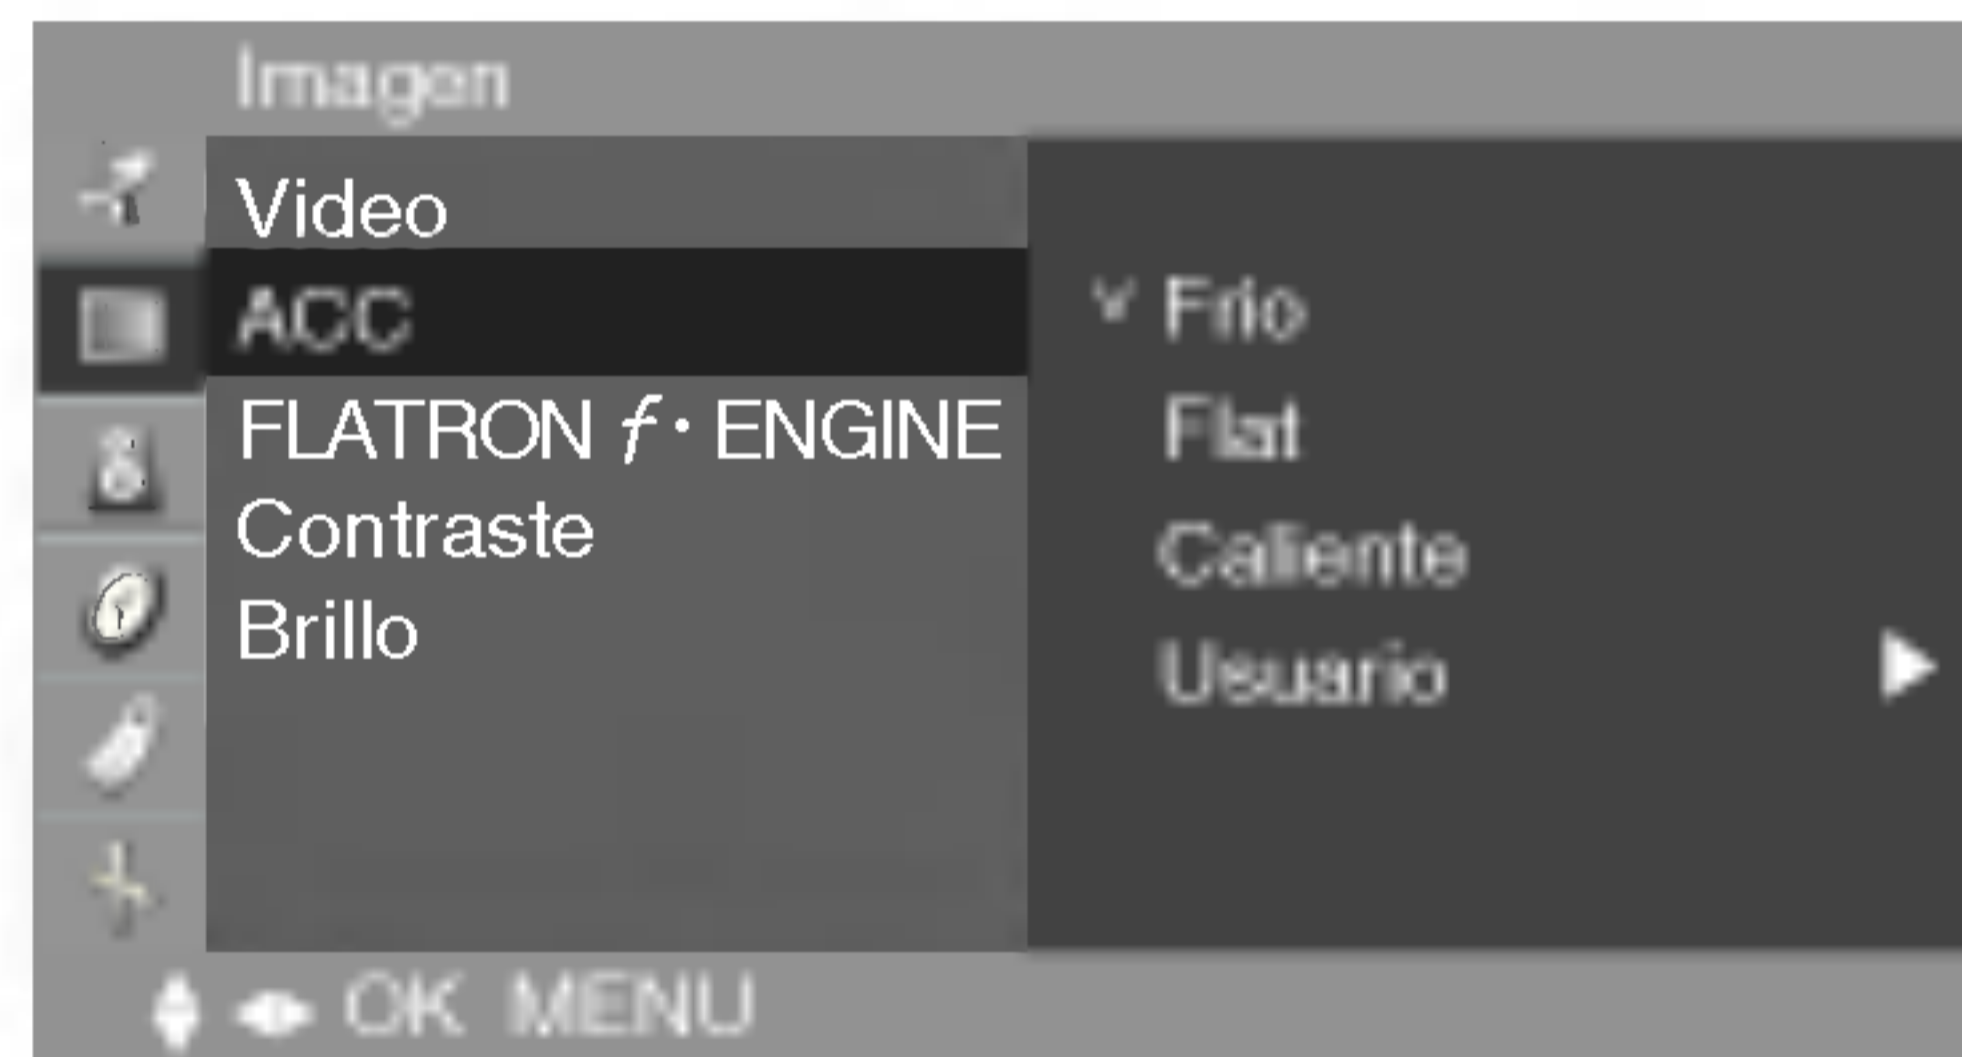 Imagen
Video
ACC
FLATRON f · ENGINE
Contraste
Brillo
Frio
Flat
Caliente
Usuario
OK MENU